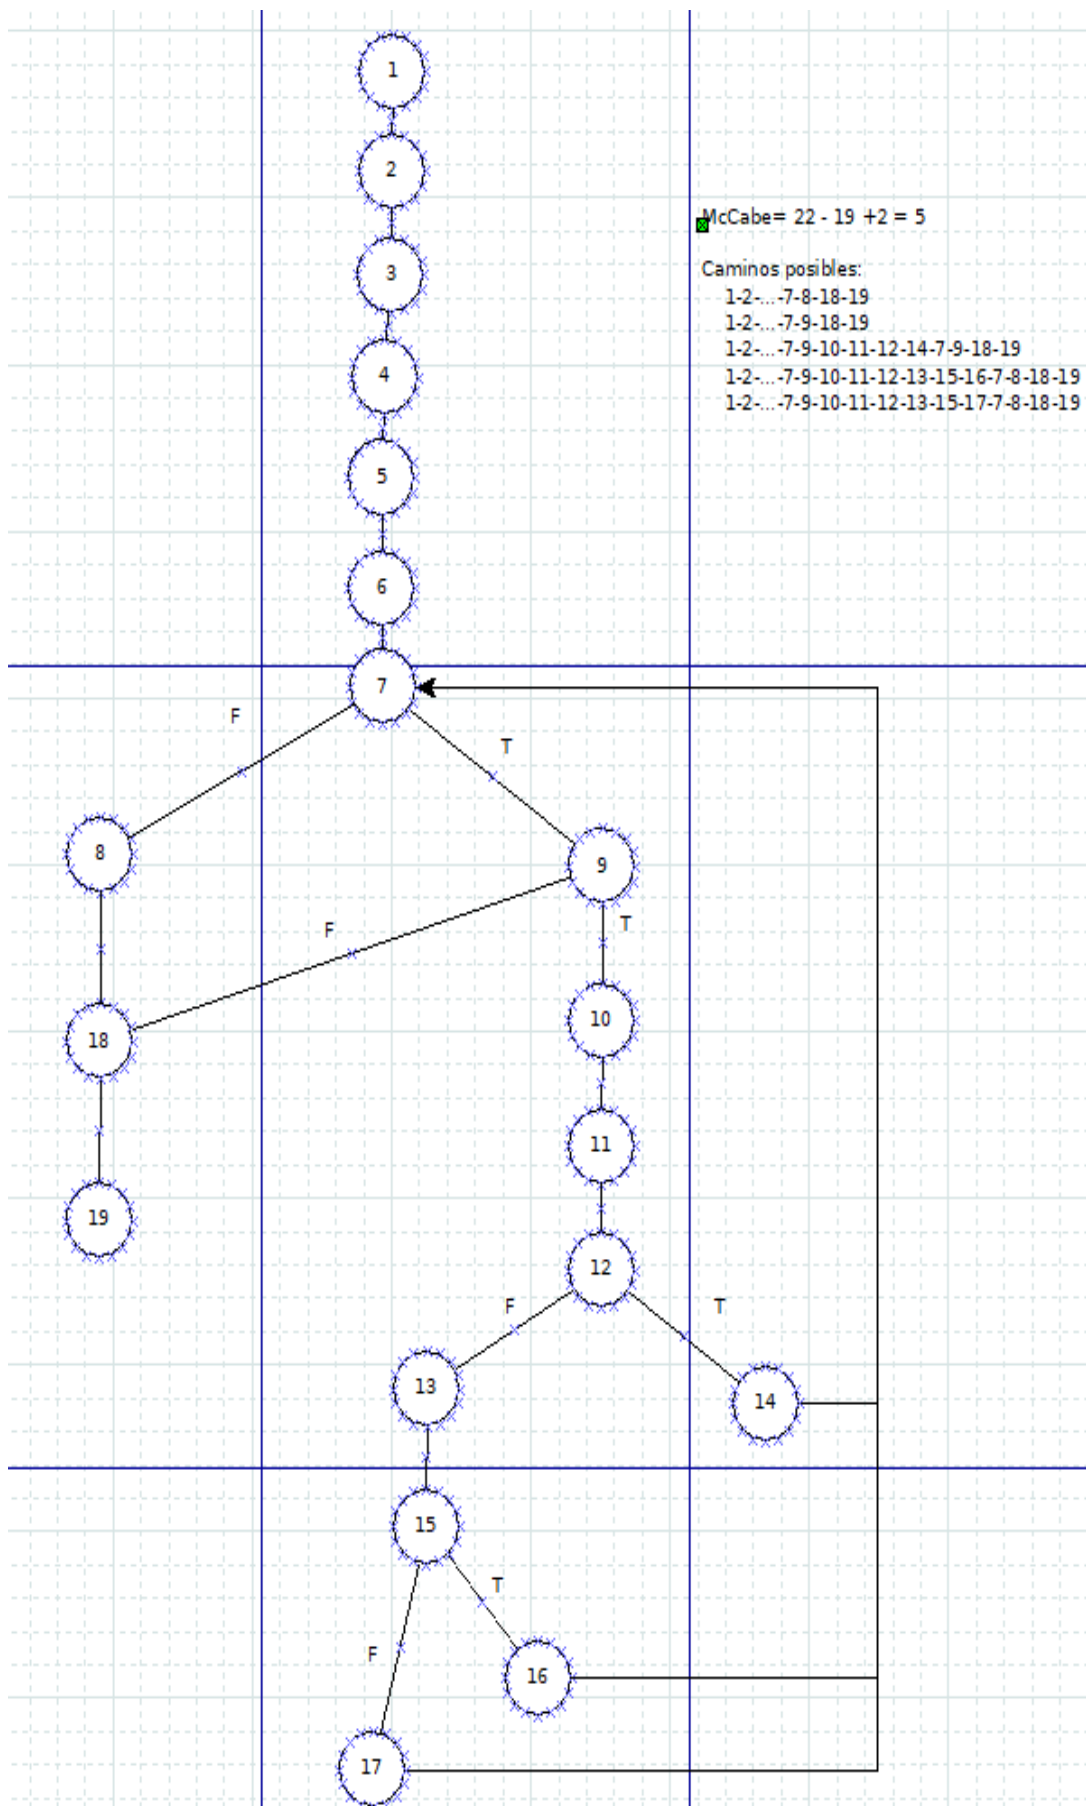 1
2
McCabe= 22 - 19 +2 = 5
3
Caminos posibles:
1-2-...-7-8-18-19
1-2-...-7-9-18-19
1-2-...-7-9-10-11-12-14-7-9-18-19
4
1-2-...-7-9-10-11-12-13-15-16-7-8-18-19
1-2-...-7-9-10-11-12-13-15-17-7-8-18-19
5
6
7
F
T
8
9
F
T
10
18
11
19
12
F
T
13
14
15
T
F
16
17